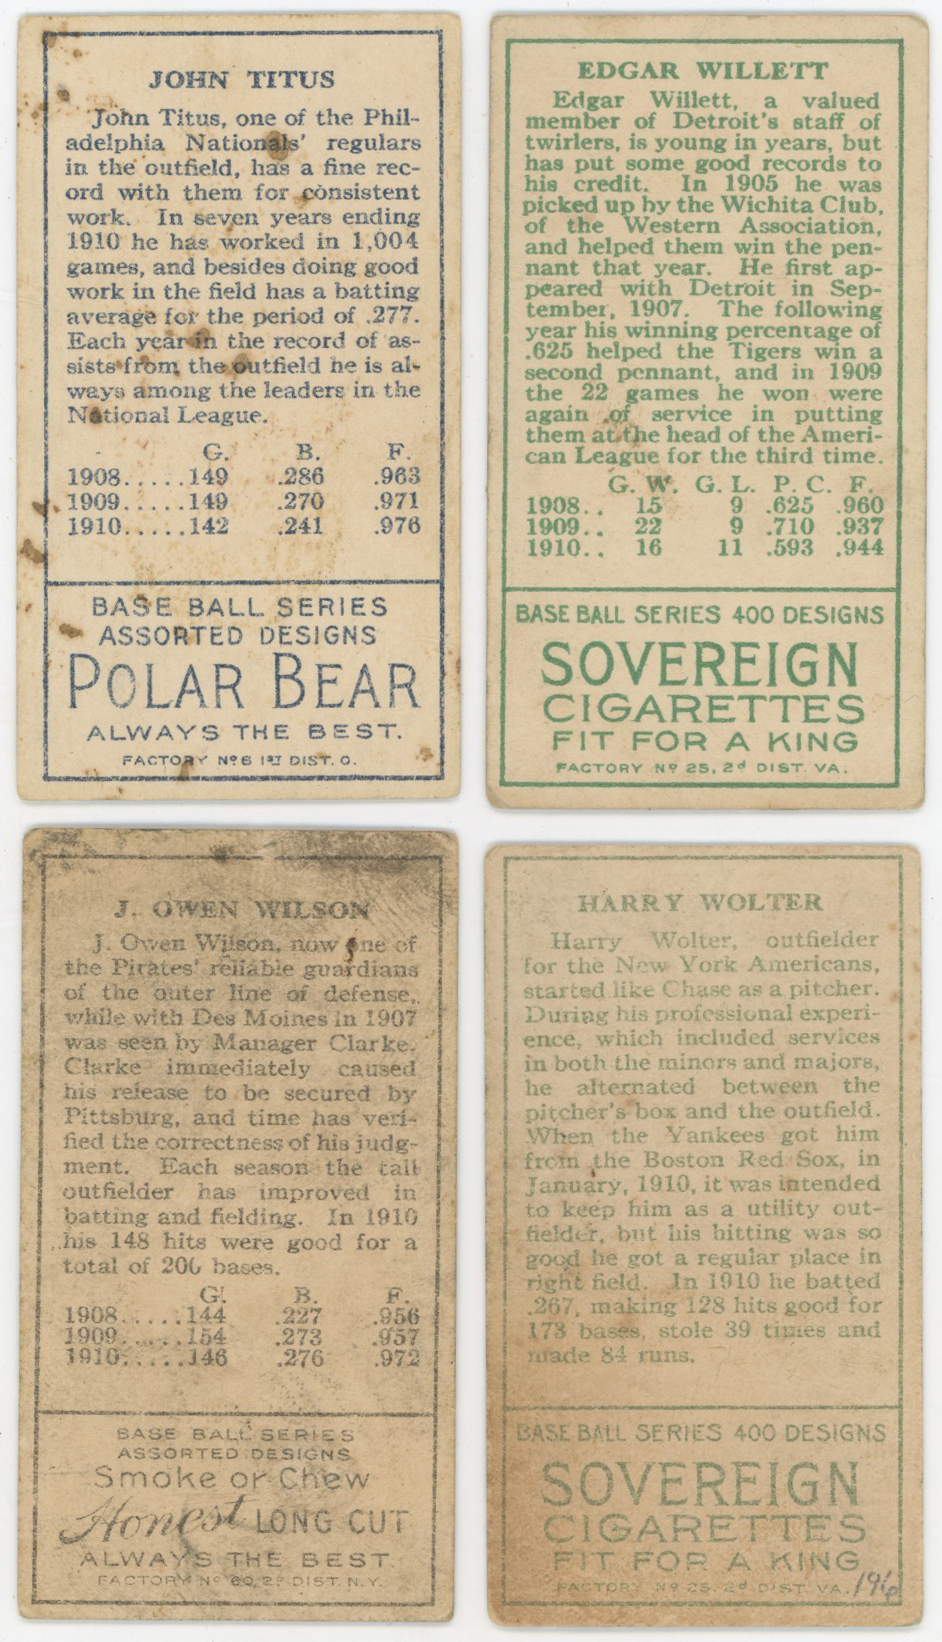 JOHN TITUS
John Titus, one of the Phil-
adelphia Nationals' regulars
in the outfield, has a fine rec-
ord with them for consistent
work. In seven years ending
1910 he has worked in 1,004
games, and besides doing good
work in the field has a batting
average for the period of .277.
Each year in the record of as-
sists from the outfield he is al-
ways among the leaders in the
National League.
G. B. F.
1908.....149 .286 .963
1909.....149 .270 .971
1910.....142 .241 .976
BASE BALL SERIES
ASSORTED DESIGNS
POLAR BEAR
ALWAYS THE BEST.
FACTORY Nº 6 1ST DIST. O.
EDGAR WILLETT
Edgar Willett, a valued
member of Detroit's staff of
twirlers, is young in years, but
has put some good records to
his credit. In 1905 he was
picked up by the Wichita Club,
of the Western Association,
and helped them win the pen-
nant that year. He first ap-
peared with Detroit in Sep-
tember, 1907. The following
year his winning percentage of
.625 helped the Tigers win a
second pennant, and in 1909
the 22 games he won were
again of service in putting
them at the head of the Ameri-
can League for the third time.
G. W. G. L. P. C. F.
1908.. 15 9 .625 .960
1909.. 22 9 .710 .937
1910.. 16 11 .593 .944
BASE BALL SERIES 400 DESIGNS
SOVEREIGN
CIGARETTES
FIT FOR A KING
FACTORY Nº 25, 2d DIST. VA.
J. OWEN WILSON
J. Owen Wilson, now one of
the Pirates' reliable guardians
of the outer line of defense,
while with Des Moines in 1907
was seen by Manager Clarke.
Clarke immediately caused
his release to be secured by
Pittsburg, and time has veri-
fied the correctness of his judg-
ment. Each season the tall
outfielder has improved in
batting and fielding. In 1910
his 148 hits were good for a
total of 206 bases.
G. B. F.
1908.....144 .227 .956
1909.....154 .273 .957
1910.....146 .276 .972
BASE BALL SERIES
ASSORTED DESIGNS
Smoke or Chew
Honest LONG CUT
ALWAYS THE BEST.
FACTORY Nº 60, 2D DIST. N.Y.
HARRY WOLTER
Harry Wolter, outfielder
for the New York Americans,
started like Chase as a pitcher.
During his professional experi-
ence, which included services
in both the minors and majors,
he alternated between the
pitcher's box and the outfield.
When the Yankees got him
from the Boston Red Sox, in
January, 1910, it was intended
to keep him as a utility out-
fielder, but his hitting was so
good he got a regular place in
right field. In 1910 he batted
.267, making 128 hits good for
173 bases, stole 39 times and
made 84 runs.
BASE BALL SERIES 400 DESIGNS
SOVEREIGN
CIGARETTES
FIT FOR A KING
FACTORY Nº 25, 2d DIST. VA.